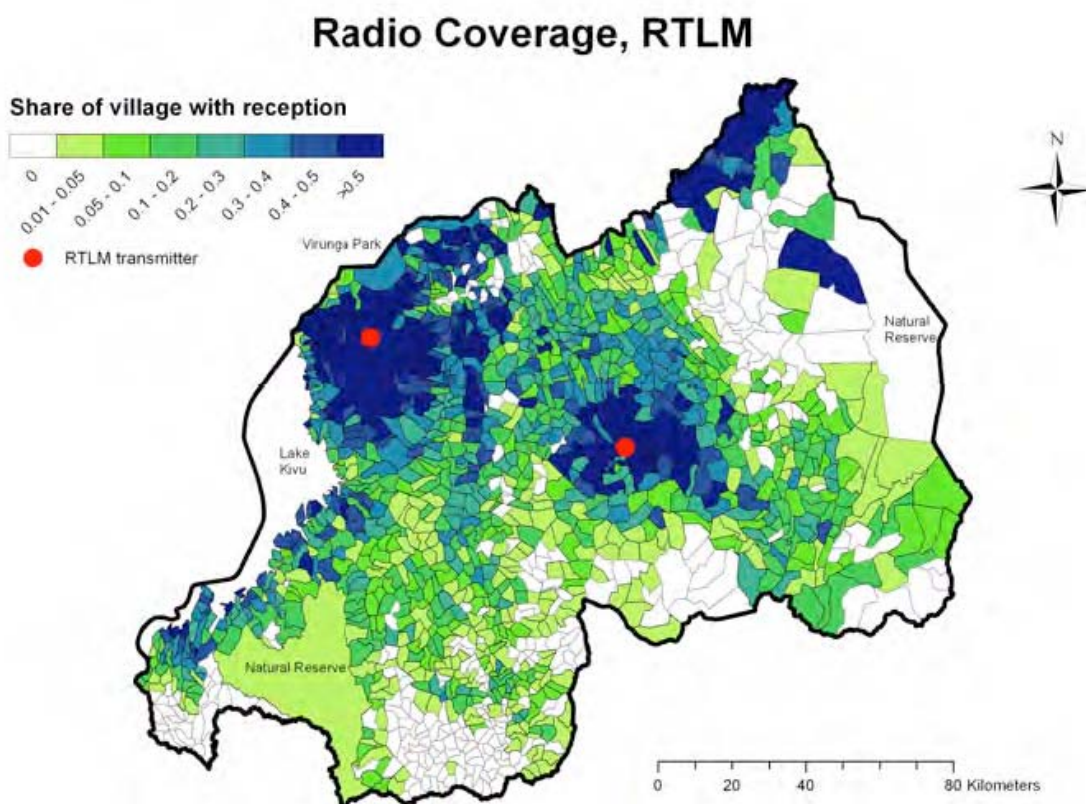 Radio Coverage, RTLM
Share of village with reception
0
0.01 - 0.05
0.05 - 0.1
0.1 - 0.2
0.2 - 0.3
0.3 - 0.4
0.4 - 0.5
>0.5
RTLM transmitter
N
Virunga Park
Natural
Reserve
Lake
Kivu
Natural Reserve
0 20 40 80 Kilometers